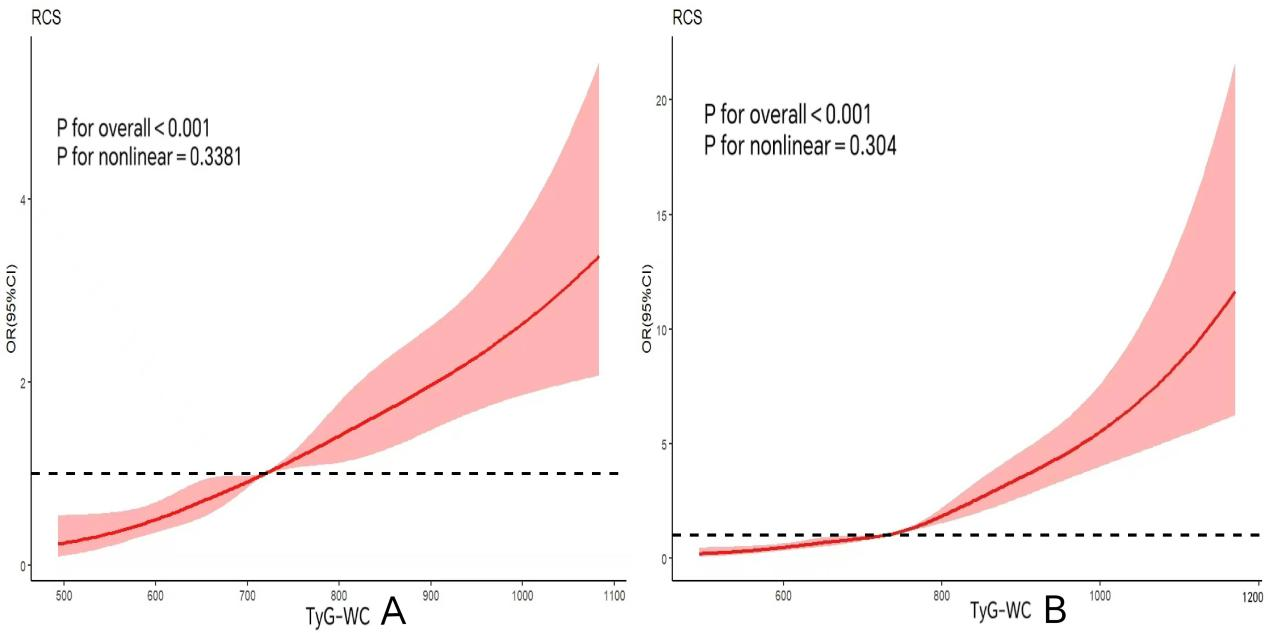 RCS
P for overall < 0.001
P for nonlinear = 0.3381
4
2
0
OR(95%CI)
500 600 700 800 900 1000 1100
TyG-WC A
RCS
P for overall < 0.001
P for nonlinear = 0.304
20
15
10
5
0
OR(95%CI)
600 800 1000 1200
TyG-WC B